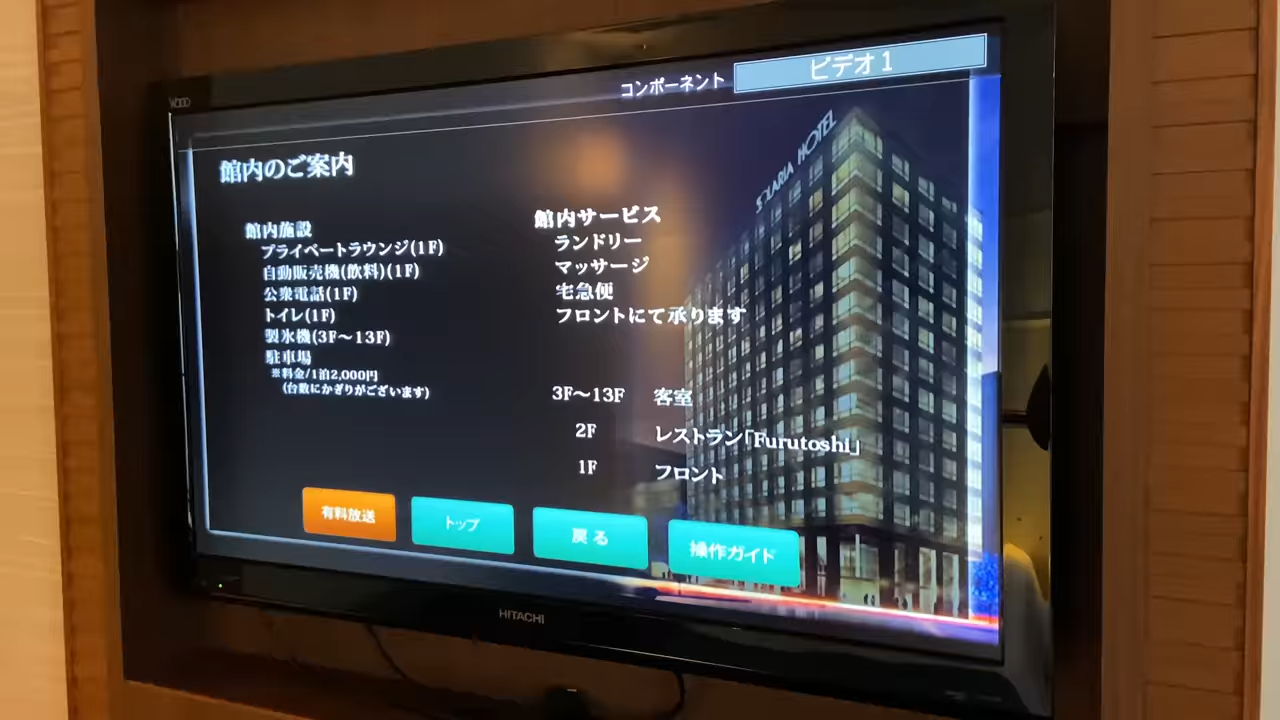 Wooo
コンポーネント ビデオ1
SOLARIA HOTEL
館内のご案内
館内施設
プライベートラウンジ(1F)
自動販売機(飲料)(1F)
公衆電話(1F)
トイレ(1F)
製氷機(3F～13F)
駐車場
※料金/1泊2,000円
(台数にかぎりがございます)
館内サービス
ランドリー
マッサージ
宅急便
フロントにて承ります
3F～13F 客室
2F レストラン「Furutoshi」
1F フロント
有料放送
トップ
戻る
操作ガイド
HITACHI